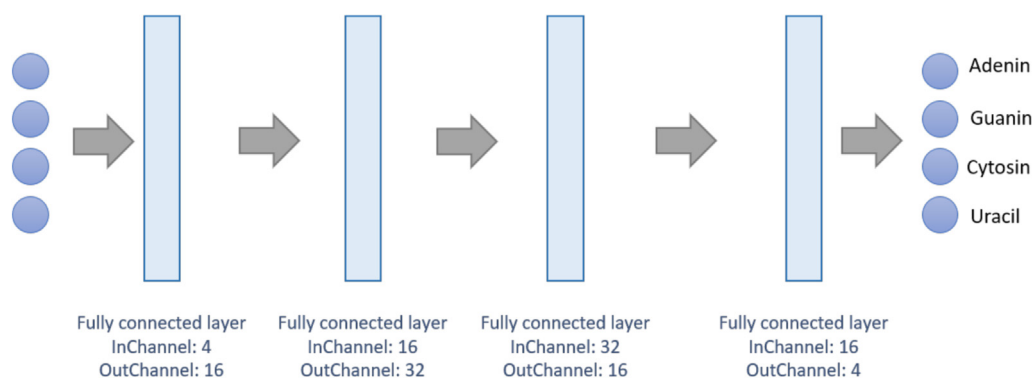 Adenin
Guanin
Cytosin
Uracil
Fully connected layer
InChannel: 4
OutChannel: 16
Fully connected layer
InChannel: 16
OutChannel: 32
Fully connected layer
InChannel: 32
OutChannel: 16
Fully connected layer
InChannel: 16
OutChannel: 4